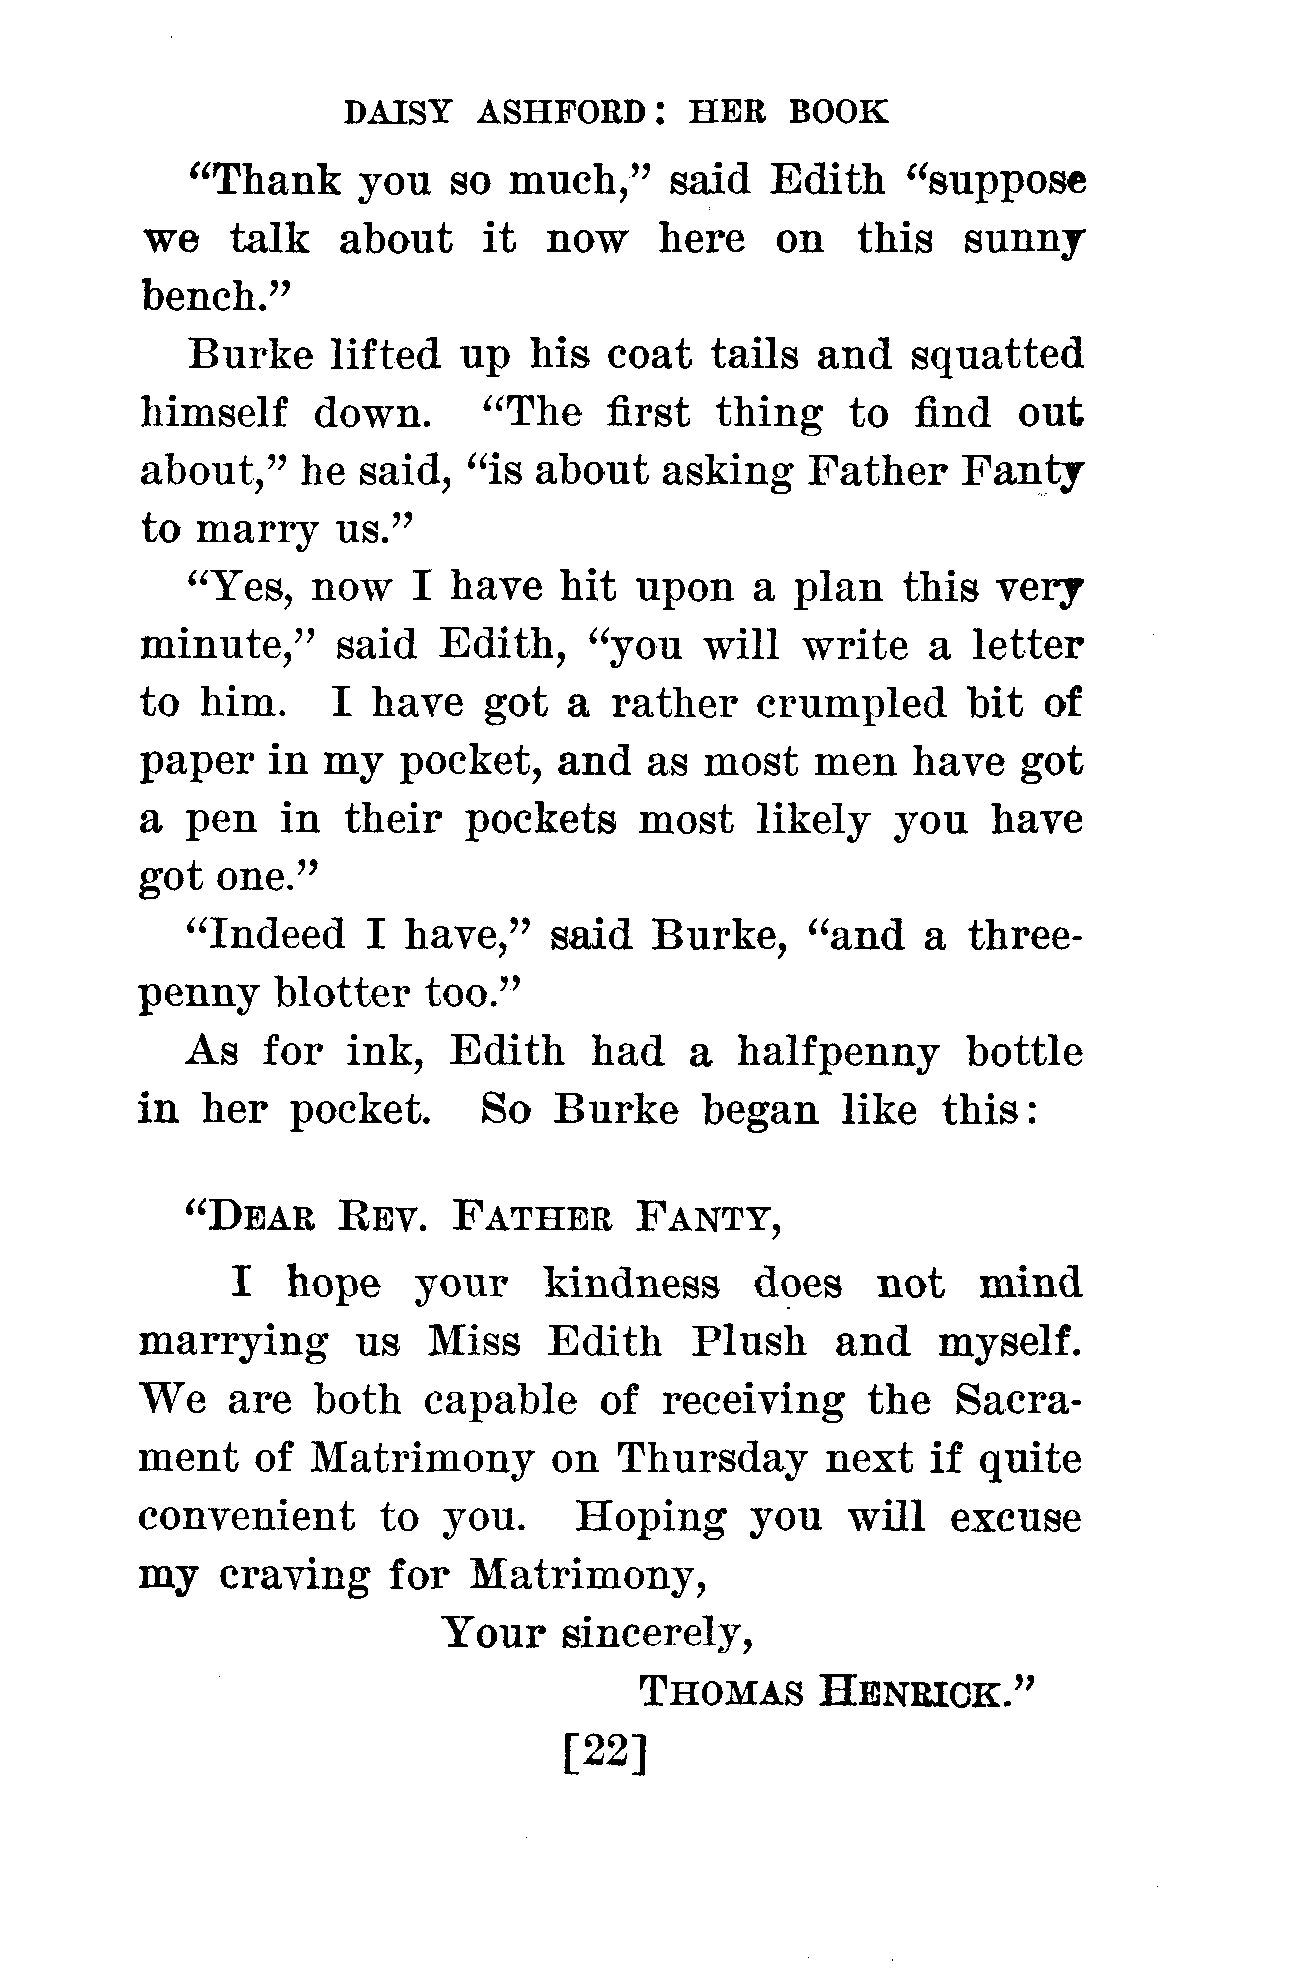 DAISY ASHFORD: HER BOOK
“Thank you so much,” said Edith “suppose
we talk about it now here on this sunny
bench.”
Burke lifted up his coat tails and squatted
himself down. “The first thing to find out
about,” he said, “is about asking Father Fanty
to marry us.”
“Yes, now I have hit upon a plan this very
minute,” said Edith, “you will write a letter
to him. I have got a rather crumpled bit of
paper in my pocket, and as most men have got
a pen in their pockets most likely you have
got one.”
“Indeed I have,” said Burke, “and a three-
penny blotter too.”
As for ink, Edith had a halfpenny bottle
in her pocket. So Burke began like this:
“DEAR REV. FATHER FANTY,
I hope your kindness does not mind
marrying us Miss Edith Plush and myself.
We are both capable of receiving the Sacra-
ment of Matrimony on Thursday next if quite
convenient to you. Hoping you will excuse
my craving for Matrimony,
Your sincerely,
THOMAS HENRICK.”
[22]